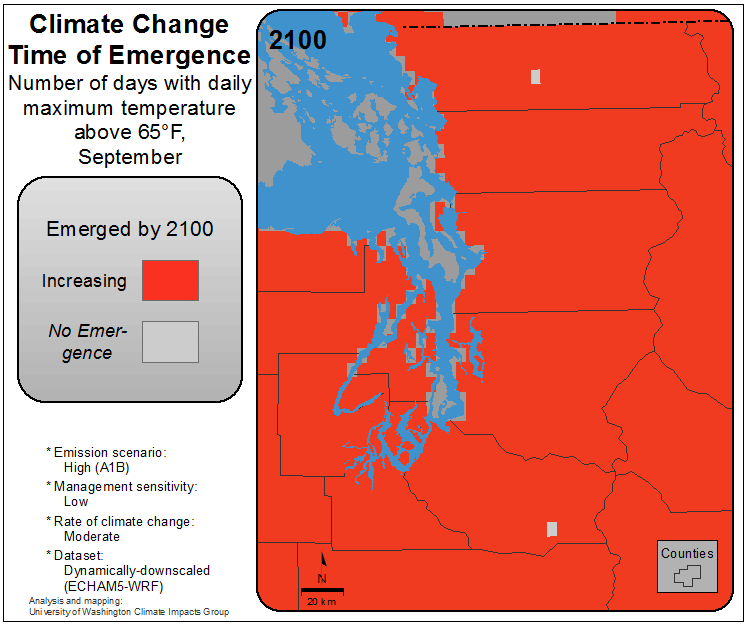 Climate Change
Time of Emergence
Number of days with daily
maximum temperature
above 65°F,
September
Emerged by 2100
Increasing
No Emer-
gence
* Emission scenario:
High (A1B)
* Management sensitivity:
Low
* Rate of climate change:
Moderate
* Dataset:
Dynamically-downscaled
(ECHAM5-WRF)
Analysis and mapping:
University of Washington Climate Impacts Group
2100
N
20 km
Counties